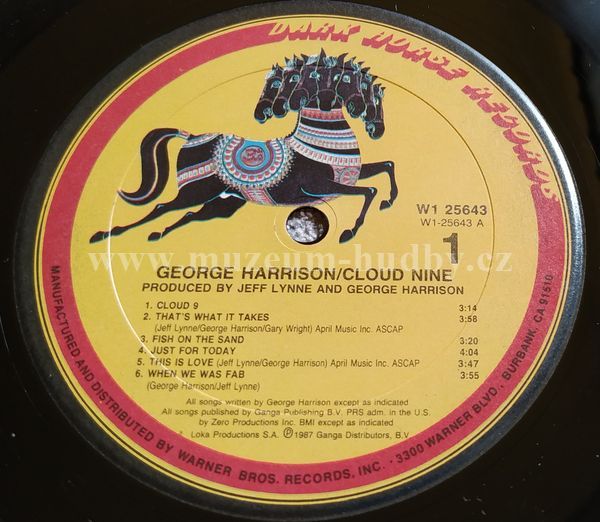 DARK HORSE RECORDS
W1 25643
W1-25643 A
1
www.muzeum-hudby.cz
GEORGE HARRISON/CLOUD NINE
PRODUCED BY JEFF LYNNE AND GEORGE HARRISON
1. CLOUD 9 3:14
2. THAT'S WHAT IT TAKES 3:58
(Jeff Lynne/George Harrison/Gary Wright) April Music Inc. ASCAP
3. FISH ON THE SAND 3:20
4. JUST FOR TODAY 4:04
5. THIS IS LOVE (Jeff Lynne/George Harrison) April Music Inc. ASCAP 3:47
6. WHEN WE WAS FAB 3:55
(George Harrison/Jeff Lynne)
All songs written by George Harrison except as indicated
All songs published by Ganga Publishing B.V. PRS adm. in the U.S.
by Zero Productions Inc. BMI except as indicated
Loka Productions S.A. ℗1987 Ganga Distributors, B.V.
MANUFACTURED AND DISTRIBUTED BY WARNER BROS. RECORDS, INC. • 3300 WARNER BLVD., BURBANK, CA 91510